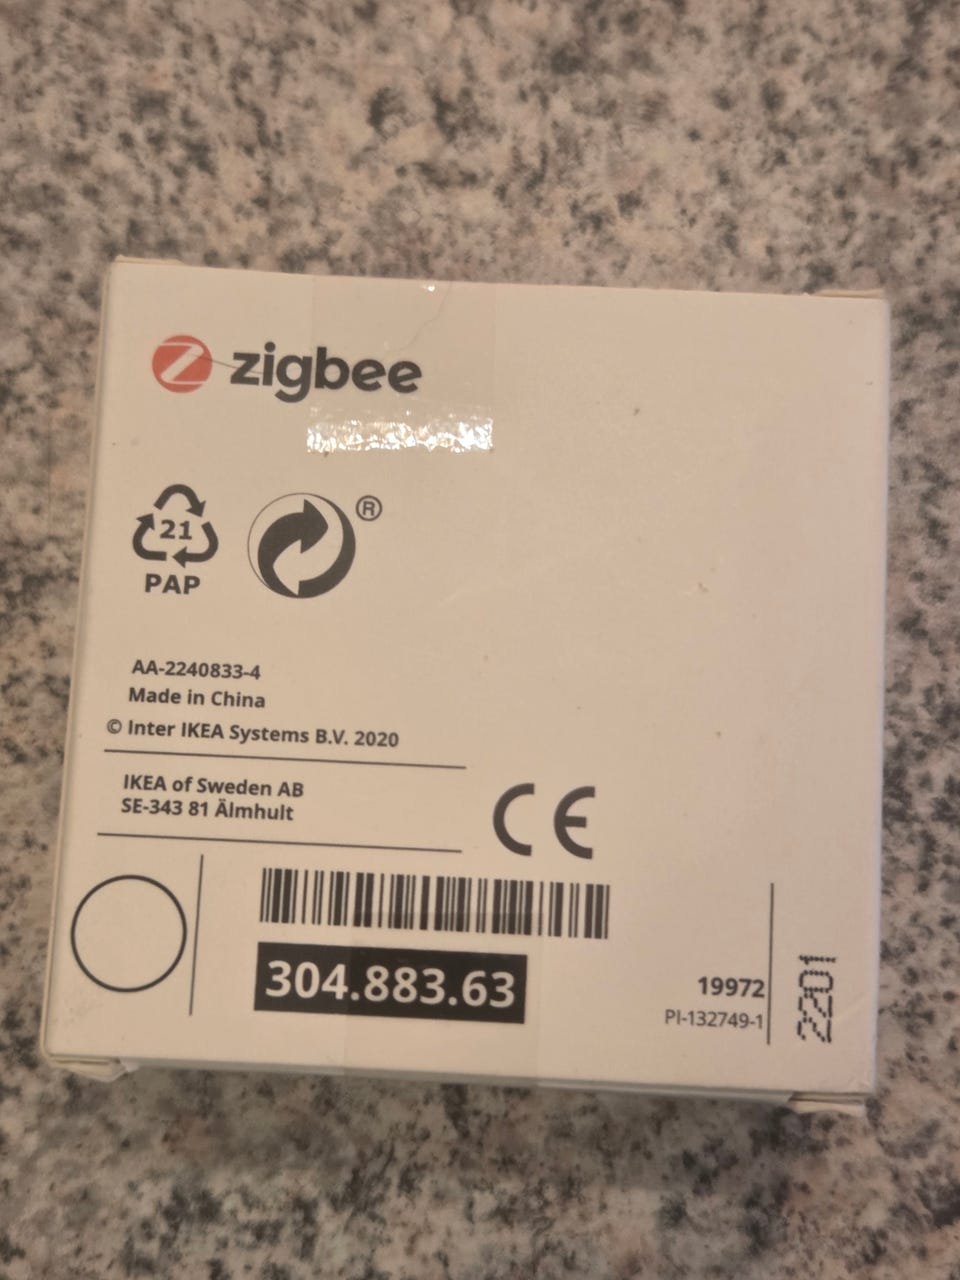 zigbee
21
PAP
®
AA-2240833-4
Made in China
© Inter IKEA Systems B.V. 2020
IKEA of Sweden AB
SE-343 81 Älmhult
CE
304.883.63
19972
PI-132749-1
2201